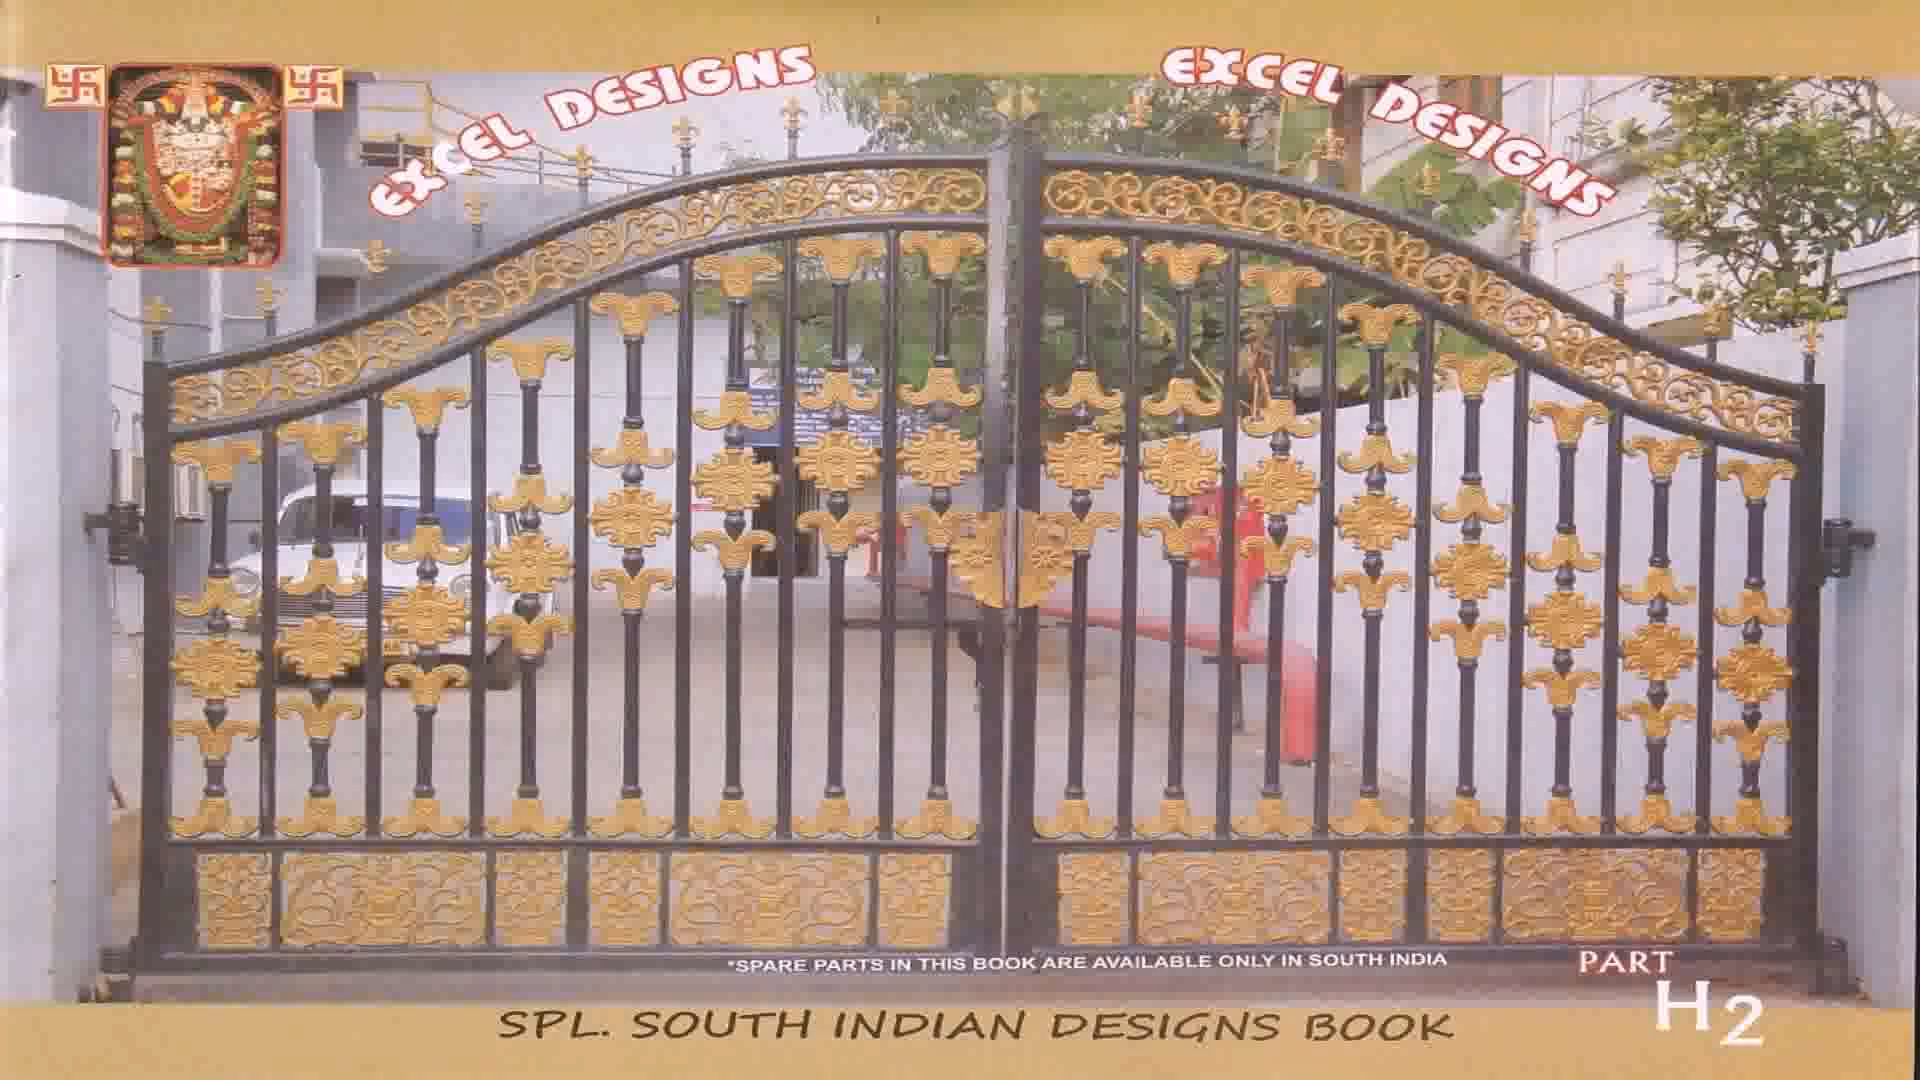 EXCEL DESIGNS
EXCEL DESIGNS
*SPARE PARTS IN THIS BOOK ARE AVAILABLE ONLY IN SOUTH INDIA
PART
H2
SPL. SOUTH INDIAN DESIGNS BOOK